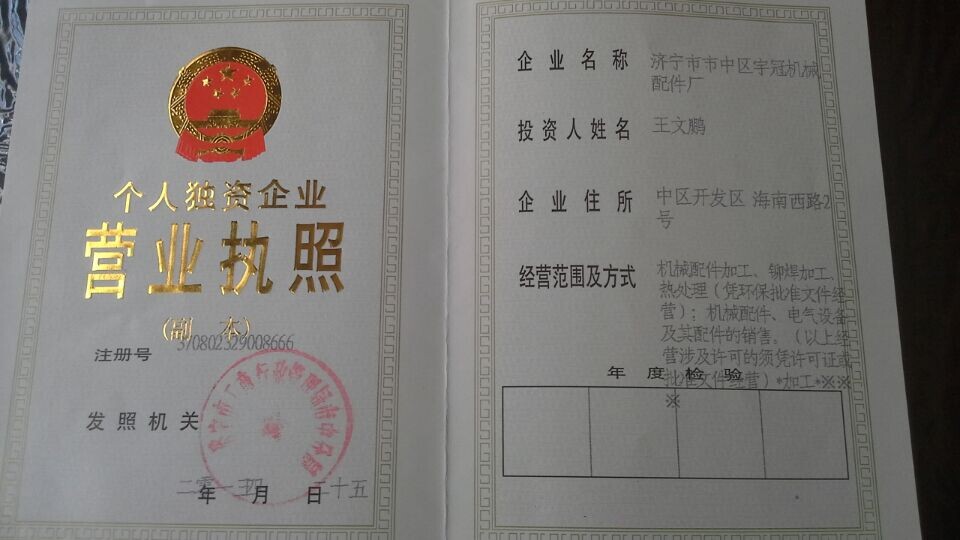 个人独资企业
营业执照
(副 本)
注册号 370802329008666
发照机关
年 月 日
二十五
企业名称 济宁市市中区宇冠机械
配件厂
投资人姓名 王文鹏
企业住所 中区开发区 海南西路2
号
经营范围及方式 机械配件加工、铆焊加工、
热处理(凭环保批准文件经
营);机械配件、电气设备
及其配件的销售。(以上经
营涉及许可的须凭许可证或
批准文件经营)*加工*※※
※
年度检验